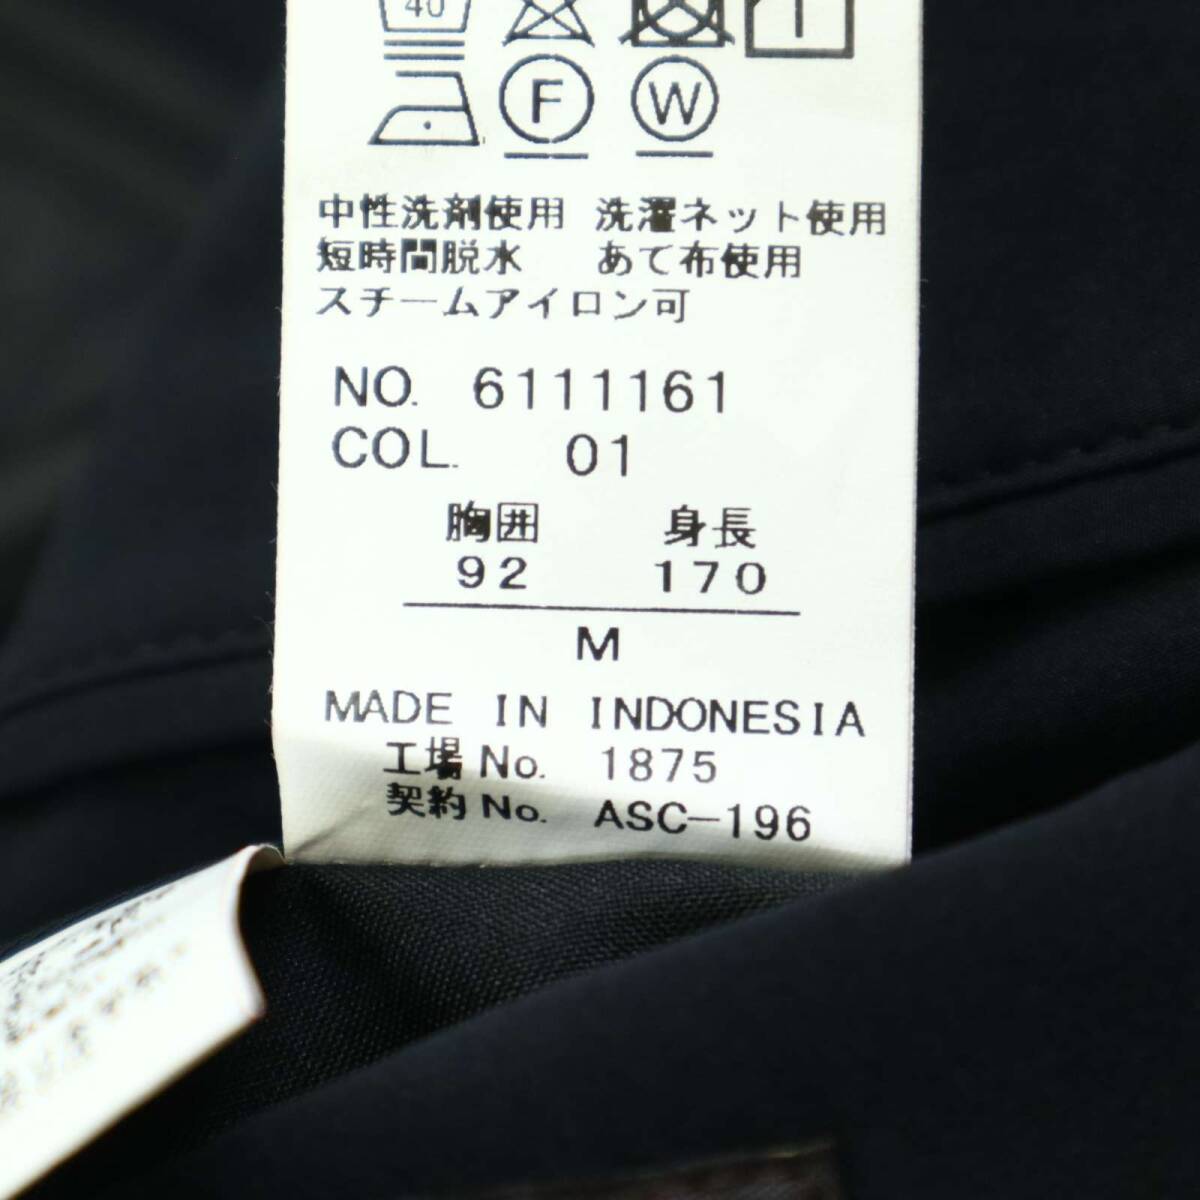 40
F W
中性洗剤使用 洗濯ネット使用
短時間脱水 あて布使用
スチームアイロン可
NO. 6111161
COL. 01
胸囲 身長
92 170
M
MADE IN INDONESIA
工場No. 1875
契約No. ASC-196